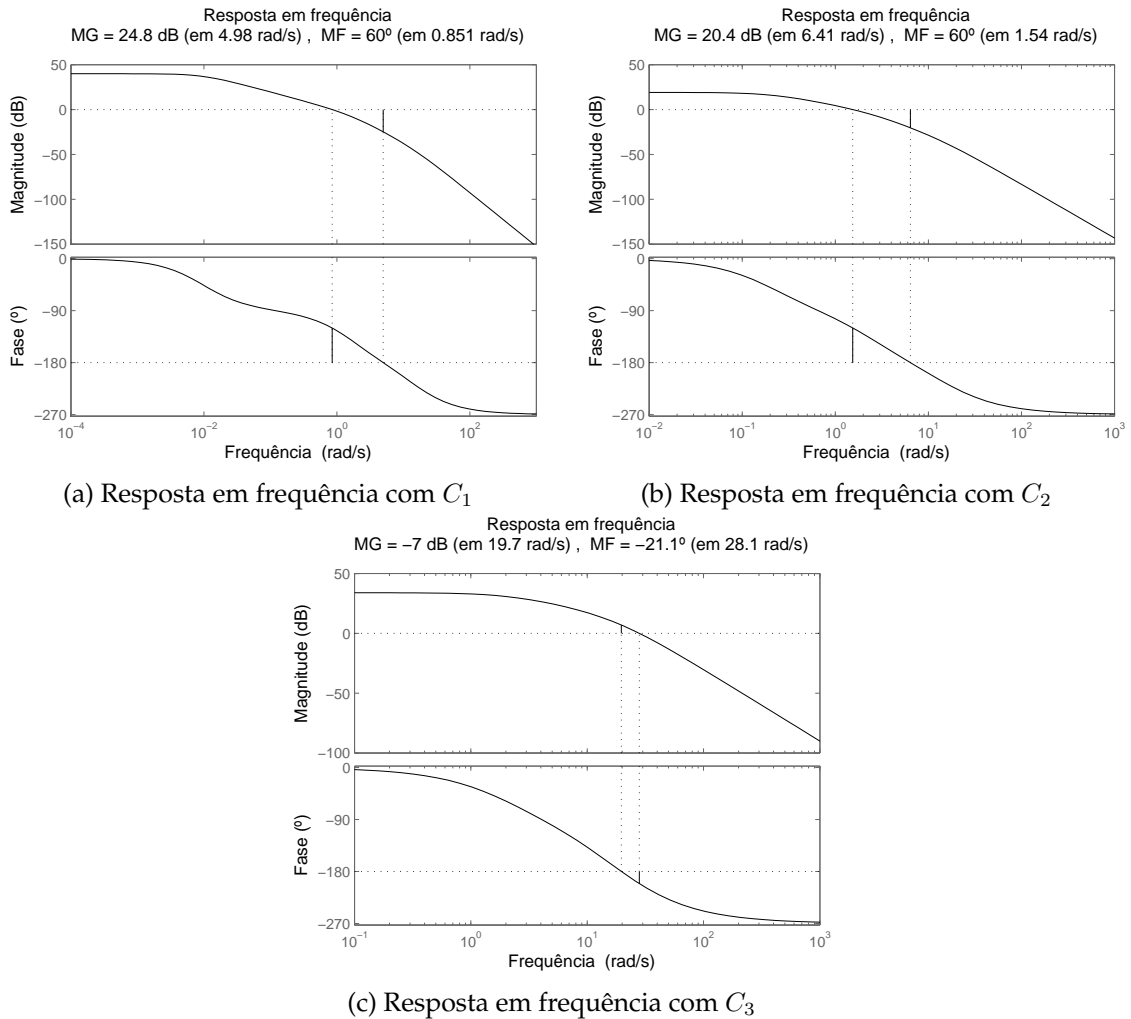 Resposta em frequência
MG = 24.8 dB (em 4.98 rad/s) , MF = 60º (em 0.851 rad/s)
50
0
−50
−100
−150
Magnitude (dB)
0
−90
−180
−270
Fase (º)
10^−4
10^−2
10^0
10^2
Frequência (rad/s)
(a) Resposta em frequência com C_1
Resposta em frequência
MG = 20.4 dB (em 6.41 rad/s) , MF = 60º (em 1.54 rad/s)
50
0
−50
−100
−150
Magnitude (dB)
0
−90
−180
−270
Fase (º)
10^−2
10^−1
10^0
10^1
10^2
10^3
Frequência (rad/s)
(b) Resposta em frequência com C_2
Resposta em frequência
MG = −7 dB (em 19.7 rad/s) , MF = −21.1º (em 28.1 rad/s)
50
0
−50
−100
Magnitude (dB)
0
−90
−180
−270
Fase (º)
10^−1
10^0
10^1
10^2
10^3
Frequência (rad/s)
(c) Resposta em frequência com C_3